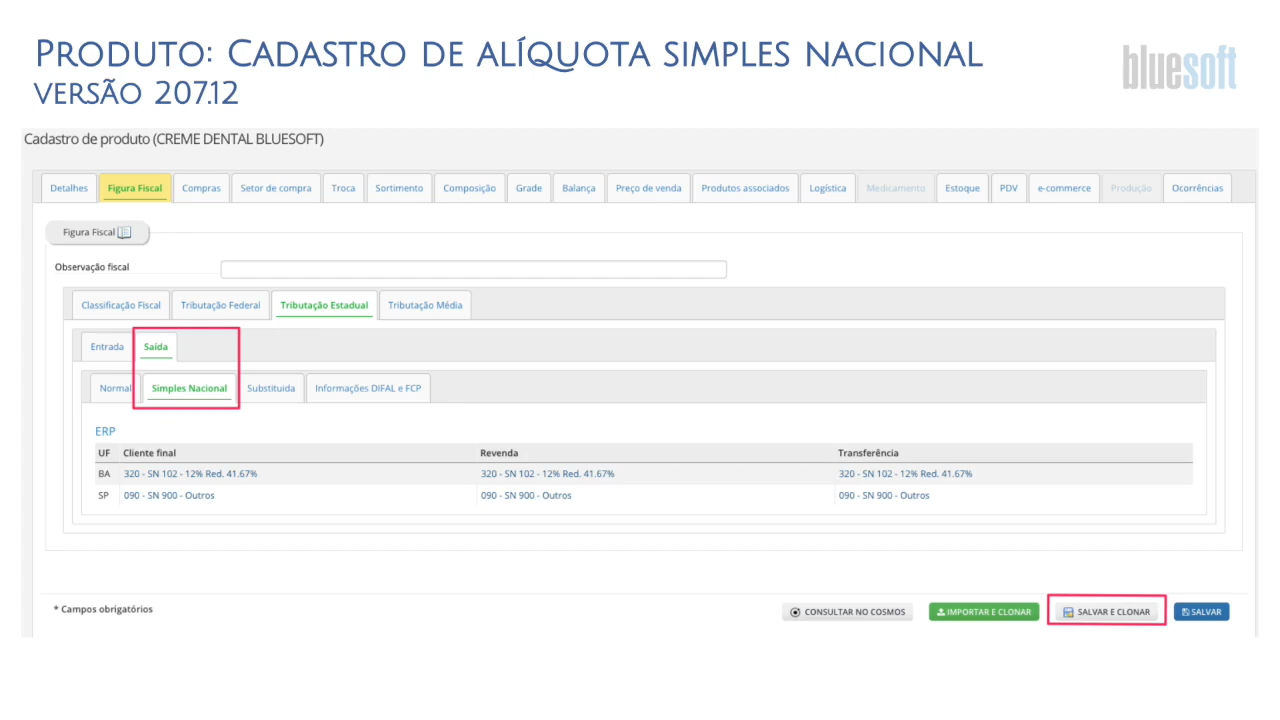 Produto: Cadastro de alíquota simples nacional
versão 207.12
bluesoft
Cadastro de produto (CREME DENTAL BLUESOFT)
Detalhes Figura Fiscal Compras Setor de compra Troca Sortimento Composição Grade Balança Preço de venda Produtos associados Logística Medicamento Estoque PDV e-commerce Produção Ocorrências
Figura Fiscal
Observação fiscal
Classificação Fiscal Tributação Federal Tributação Estadual Tributação Média
Entrada Saída
Normal Simples Nacional Substituida Informações DIFAL e FCP
ERP
UF Cliente final Revenda Transferência
BA 320 - SN 102 - 12% Red. 41.67% 320 - SN 102 - 12% Red. 41.67% 320 - SN 102 - 12% Red. 41.67%
SP 090 - SN 900 - Outros 090 - SN 900 - Outros 090 - SN 900 - Outros
* Campos obrigatórios CONSULTAR NO COSMOS IMPORTAR E CLONAR SALVAR E CLONAR SALVAR